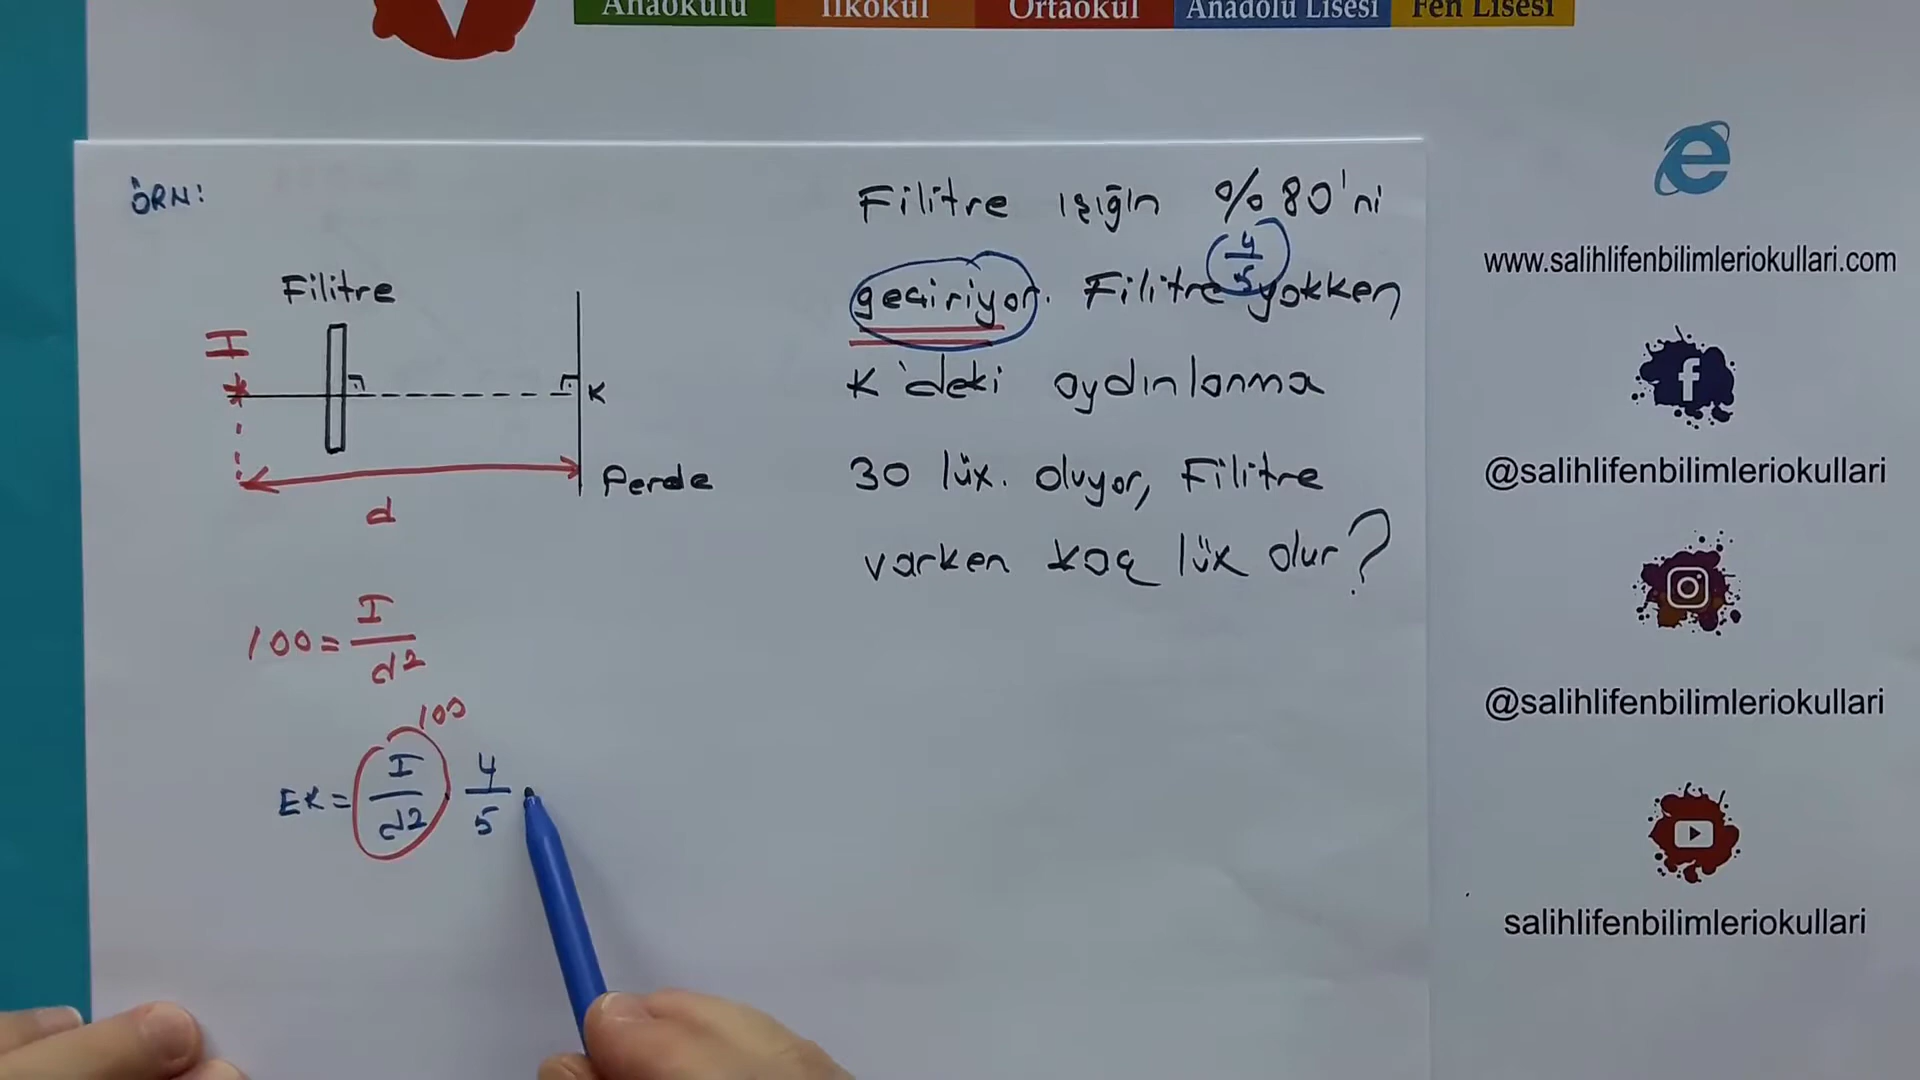 Anaokulu İlkokul Ortaokul Anadolu Lisesi Fen Lisesi
ÖRN:
Filitre
I
K
Perde
d
100 = I/d2
100
EK = I/d2 . 4/5
Filitre ışığın %80'ni
4/5
geçiriyor. Filitre yokken
K'deki aydınlanma
30 lüx. oluyor, Filitre
varken kaç lüx olur?
www.salihlifenbilimleriokullari.com
f
@salihlifenbilimleriokullari
@salihlifenbilimleriokullari
salihlifenbilimleriokullari